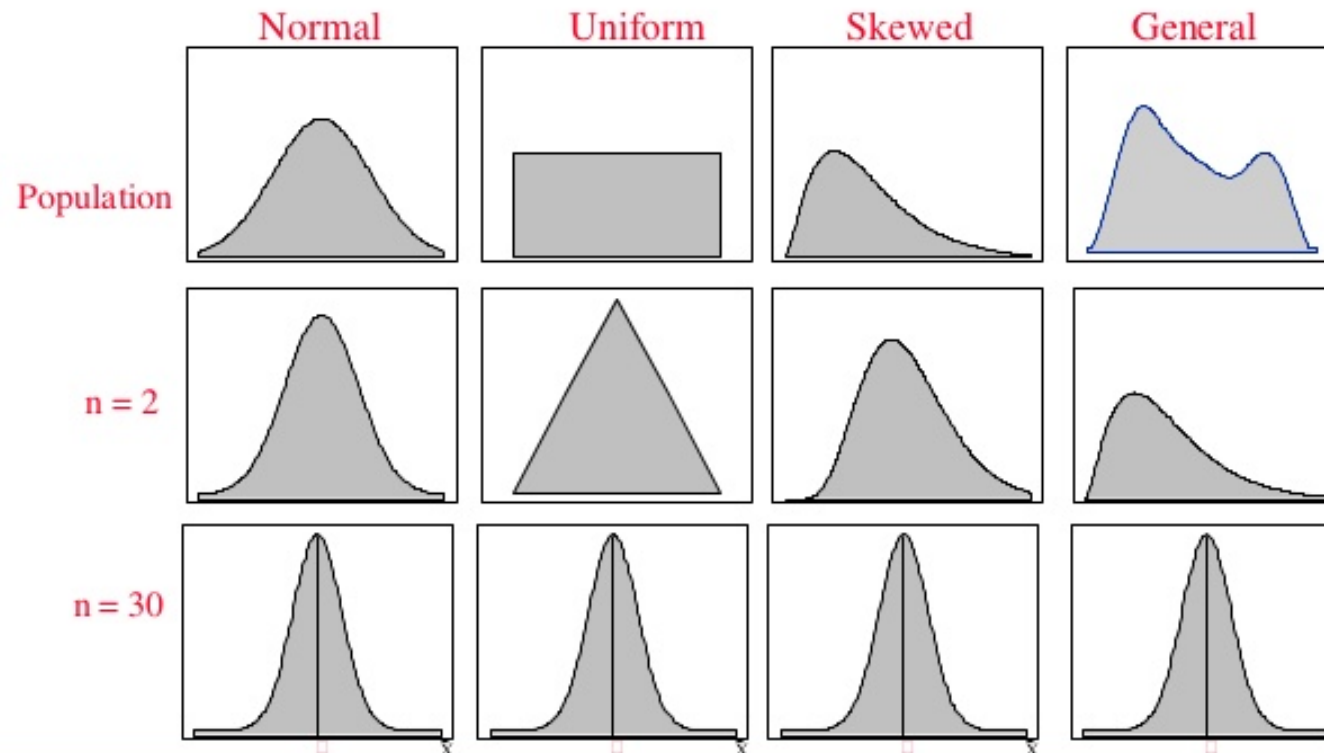 Normal Uniform Skewed General
Population
n = 2
n = 30